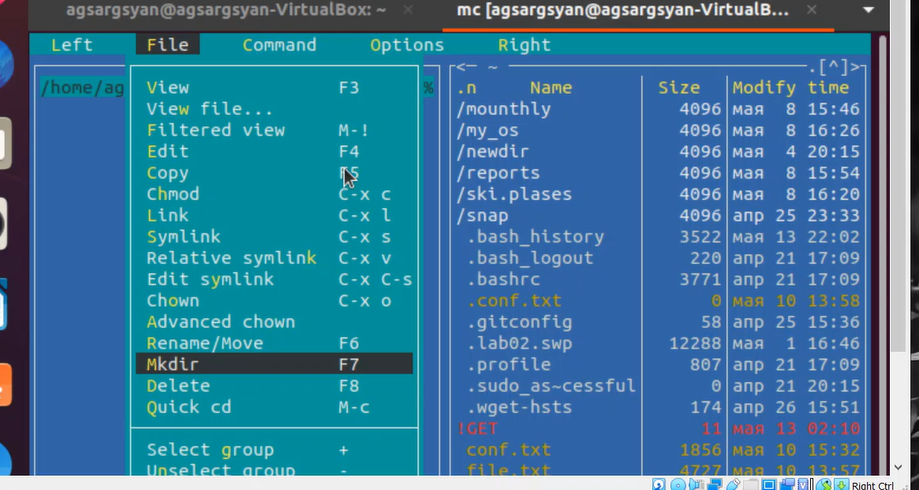 agsargsyan@agsargsyan-VirtualBox: ~ × mc [agsargsyan@agsargsyan-VirtualB... ×
Left File Command Options Right
/home/ag %
View F3
View file...
Filtered view M-!
Edit F4
Copy F5
Chmod C-x c
Link C-x l
Symlink C-x s
Relative symlink C-x v
Edit symlink C-x C-s
Chown C-x o
Advanced chown
Rename/Move F6
Mkdir F7
Delete F8
Quick cd M-c
Select group +
Unselect group -
<─ ~ .[^]>
.n Name Size Modify time
/mounthly 4096 мая 8 15:46
/my_os 4096 мая 8 16:26
/newdir 4096 мая 4 20:15
/reports 4096 мая 8 15:54
/ski.plases 4096 мая 8 16:20
/snap 4096 апр 25 23:33
.bash_history 3522 мая 13 22:02
.bash_logout 220 апр 21 17:09
.bashrc 3771 апр 21 17:09
.conf.txt 0 мая 10 13:58
.gitconfig 58 апр 25 15:36
.lab02.swp 12288 мая 1 16:46
.profile 807 апр 21 17:09
.sudo_as~cessful 0 апр 21 20:15
.wget-hsts 174 апр 26 15:51
!GET 11 мая 13 02:10
conf.txt 1856 мая 10 15:32
file.txt 4727 мая 10 13:57
Right Ctrl